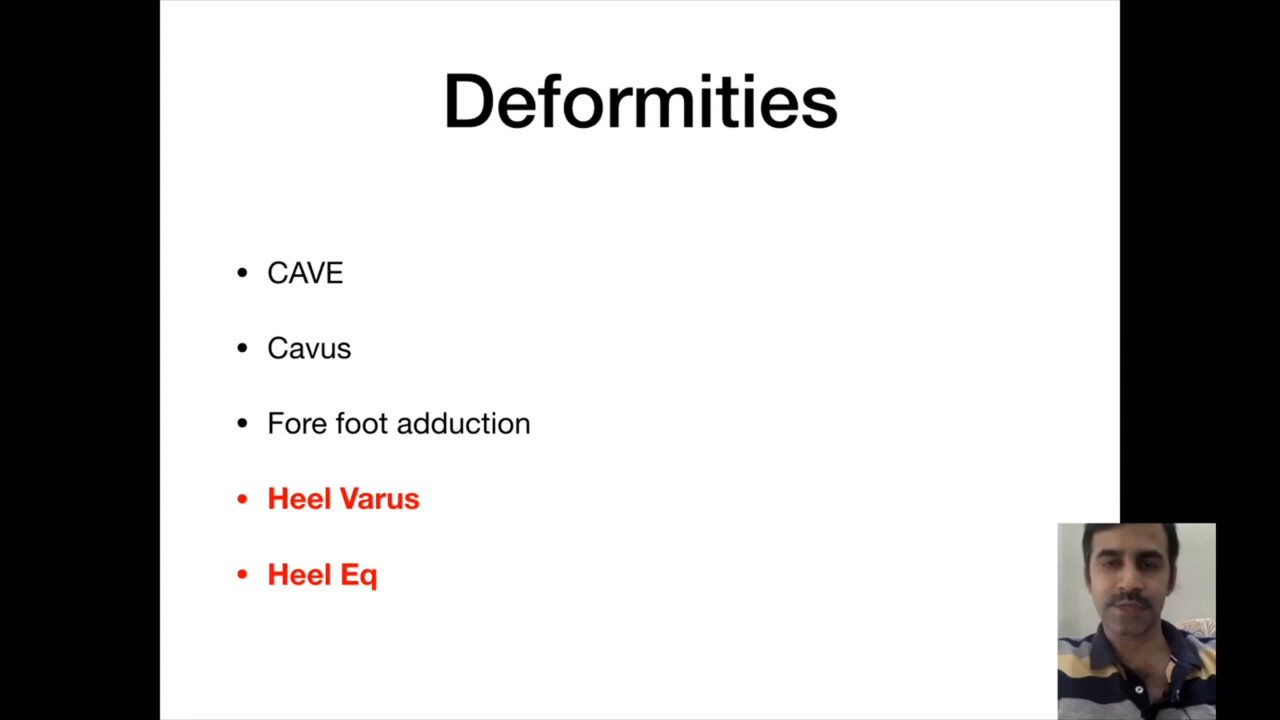 Deformities
• CAVE
• Cavus
• Fore foot adduction
• Heel Varus
• Heel Eq